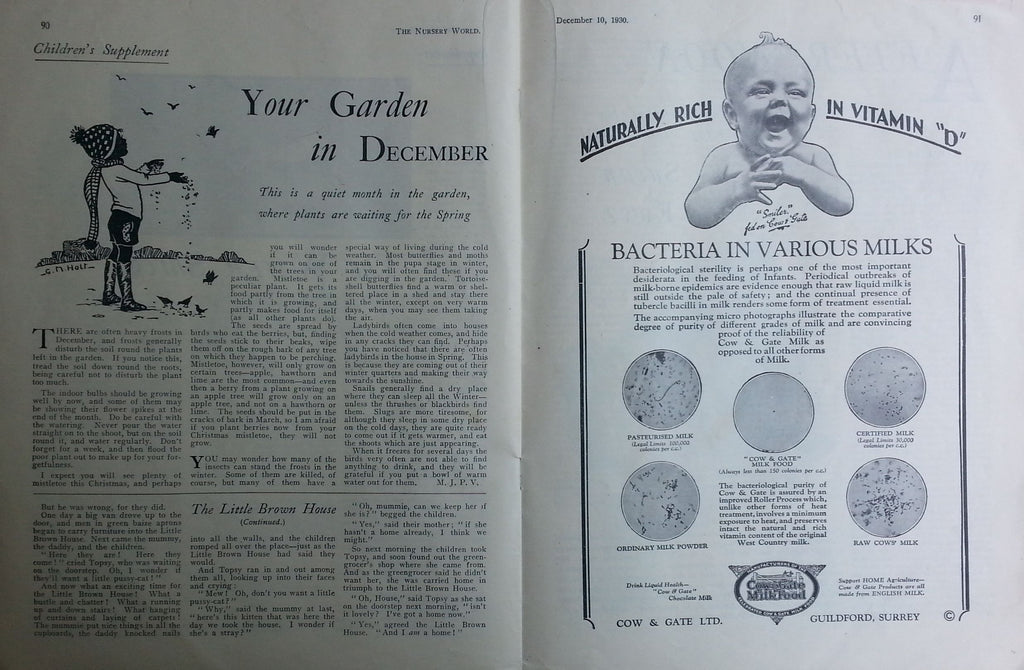 90
THE NURSERY WORLD.
Children's Supplement
Your Garden
in DECEMBER
This is a quiet month in the garden,
where plants are waiting for the Spring
G. M. Holt
THERE are often heavy frosts in
December, and frosts generally
disturb the soil round the plants
left in the garden. If you notice this,
tread the soil down round the roots,
being careful not to disturb the plant
too much.
The indoor bulbs should be growing
well by now, and some of them may
be showing their flower spikes at the
end of the month. Do be careful with
the watering. Never pour the water
straight on to the shoot, but on the soil
round it, and water regularly. Don't
forget for a week, and then flood the
poor plant out to make up for your for-
getfulness.
I expect you will see plenty of
mistletoe this Christmas, and perhaps
you will wonder
if it can be
grown on one of
the trees in your
garden. Mistletoe is a
peculiar plant. It gets its
food partly from the tree in
which it is growing, and
partly makes food for itself
(as all other plants do).
The seeds are spread by
birds who eat the berries, but, finding
the seeds stick to their beaks, wipe
them off on the rough bark of any tree
on which they happen to be perching.
Mistletoe, however, will only grow on
certain trees—apple, hawthorn and
lime are the most common—and even
then a berry from a plant growing on
an apple tree will grow only on an
apple tree, and not on a hawthorn or
lime. The seeds should be put in the
cracks of bark in March, so I am afraid
if you plant berries now from your
Christmas mistletoe, they will not
grow.
YOU may wonder how many of the
insects can stand the frosts in the
winter. Some of them are killed, of
course, but many of them have a
special way of living during the cold
weather. Most butterflies and moths
remain in the pupa stage in winter,
and you will often find these if you
are digging in the garden. Tortoise-
shell butterflies find a warm or shel-
tered place in a shed and stay there
all the winter, except on very warm
days, when you may see them taking
the air.
Ladybirds often come into houses
when the cold weather comes, and hide
in any cracks they can find. Perhaps
you have noticed that there are often
ladybirds in the house in Spring. This
is because they are coming out of their
winter quarters and making their way
towards the sunshine.
Snails generally find a dry place
where they can sleep all the Winter—
unless the thrushes or blackbirds find
them. Slugs are more tiresome, for
although they sleep in some dry place
on the cold days, they are quite ready
to come out if it gets warmer, and eat
the shoots which are just appearing.
When it freezes for several days the
birds very often are not able to find
anything to drink, and they will be
grateful if you put a bowl of warm
water out for them. M. J. P. V.
But he was wrong, for they did.
One day a big van drove up to the
door, and men in green baize aprons
began to carry furniture into the Little
Brown House. Next came the mummy,
the daddy, and the children.
"Here they are! Here they
come!" cried Topsy, who was waiting
on the doorstep. Oh, I wonder if
they'll want a little pussy-cat!"
And now what an exciting time for
the Little Brown House! What a
bustle and chatter! What a running
up and down stairs! What hanging
of curtains and laying of carpets!
The mummy put nice things in all the
cupboards, the daddy knocked nails
The Little Brown House
(Continued.)
into all the walls, and the children
romped all over the place—just as the
Little Brown House had said they
would.
And Topsy ran in and out among
them all, looking up into their faces
and crying:
"Mew! Oh, don't you want a little
pussy-cat?"
"Why," said the mummy at last,
"here's this kitten that was here the
day we took the house. I wonder if
she's a stray?"
"Oh, mummie, can we keep her if
she is?" begged the children.
"Yes," said their mother; "if she
hasn't a home already, I think we
might."
So next morning the children took
Topsy, and soon found out the green-
grocer's shop where she came from.
And as the greengrocer said he didn't
want her, she was carried home in
triumph to the Little Brown House.
"Oh, House," said Topsy as she sat
on the doorstep next morning, "isn't
it lovely? I've got a home now."
"Yes," agreed the Little Brown
House. "And I am a home!"
December 10, 1930.
91
NATURALLY RICH IN VITAMIN "D"
"Smiler"
fed on Cow & Gate
BACTERIA IN VARIOUS MILKS
Bacteriological sterility is perhaps one of the most important
desiderata in the feeding of Infants. Periodical outbreaks of
milk-borne epidemics are evidence enough that raw liquid milk is
still outside the pale of safety; and the continual presence of
tubercle bacilli in milk renders some form of treatment essential.
The accompanying micro photographs illustrate the comparative
degree of purity of different grades of milk and are convincing
proof of the reliability of
Cow & Gate Milk as
opposed to all other forms
of Milk.
PASTEURISED MILK
(Legal Limits 100,000
colonies per c.c.)
"COW & GATE"
MILK FOOD
(Always less than 150 colonies per c.c.)
CERTIFIED MILK
(Legal Limits 30,000
colonies per c.c.)
ORDINARY MILK POWDER
The bacteriological purity of
Cow & Gate is assured by an
improved Roller Process which,
unlike other forms of heat
treatment, involves a minimum
exposure to heat, and preserves
intact the natural and rich
vitamin content of the original
West Country milk.
RAW COWS' MILK
Drink Liquid Health—
"Cow & Gate"
Chocolate Milk
Cow & Gate
Milk Food
Support HOME Agriculture—
Cow & Gate Products are all
made from ENGLISH MILK.
COW & GATE LTD.
GUILDFORD, SURREY
©